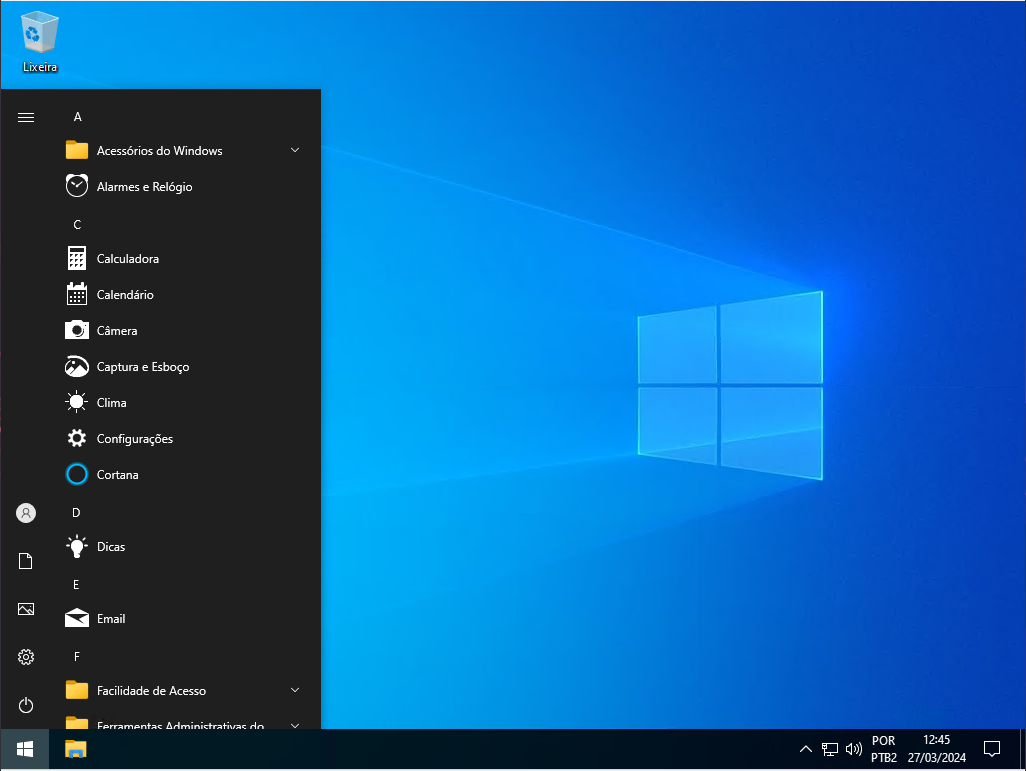 Lixeira
A
Acessórios do Windows
Alarmes e Relógio
C
Calculadora
Calendário
Câmera
Captura e Esboço
Clima
Configurações
Cortana
D
Dicas
E
Email
F
Facilidade de Acesso
Ferramentas Administrativas do
POR
PTB2
12:45
27/03/2024